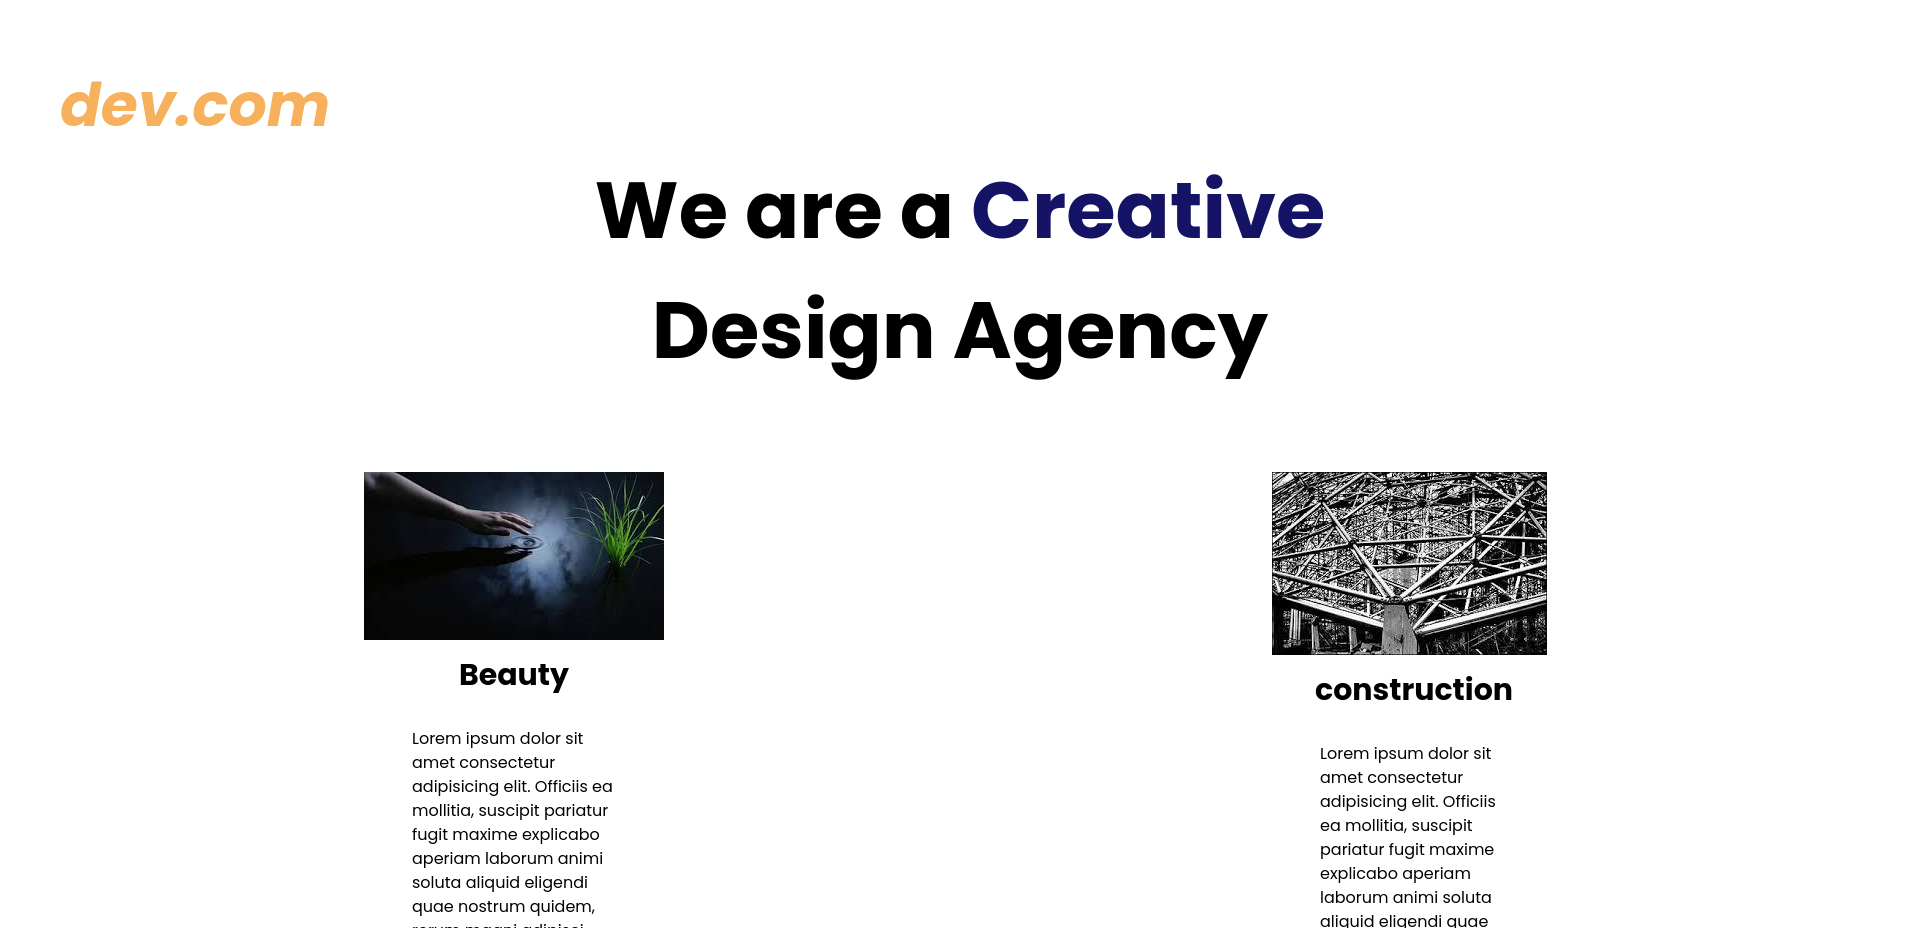 dev.com
We are a Creative
Design Agency
Beauty
Lorem ipsum dolor sit
amet consectetur
adipisicing elit. Officiis ea
mollitia, suscipit pariatur
fugit maxime explicabo
aperiam laborum animi
soluta aliquid eligendi
quae nostrum quidem,
construction
Lorem ipsum dolor sit
amet consectetur
adipisicing elit. Officiis
ea mollitia, suscipit
pariatur fugit maxime
explicabo aperiam
laborum animi soluta
aliquid eligendi quae